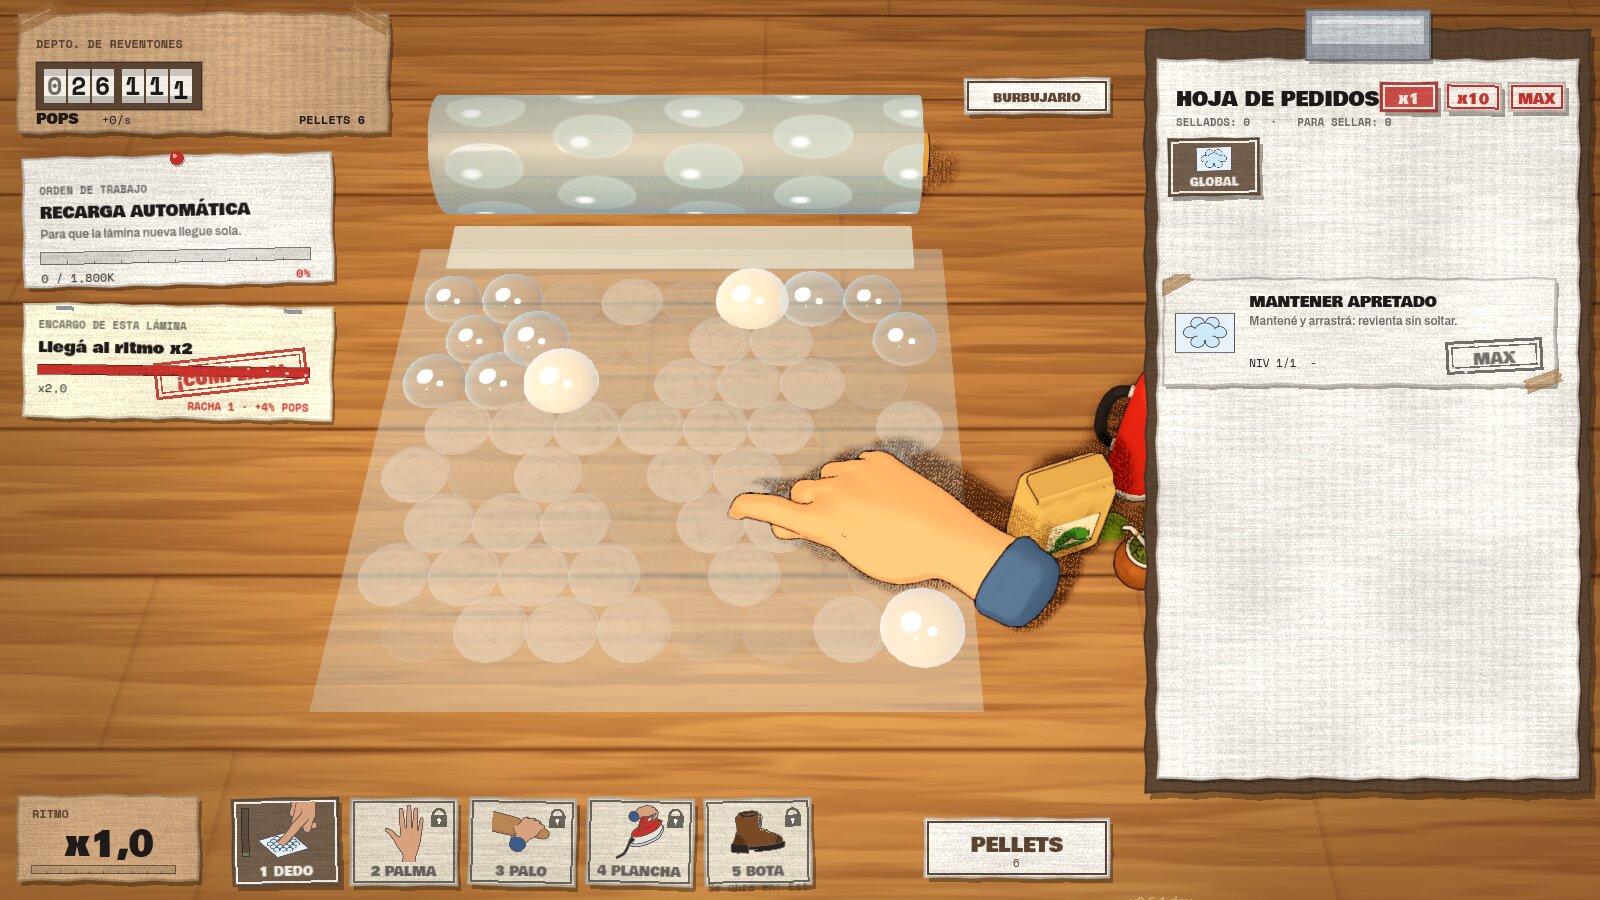 DEPTO. DE REVENTONES
026111
POPS +0/s PELLETS 6
ORDEN DE TRABAJO
RECARGA AUTOMÁTICA
Para que la lámina nueva llegue sola.
0 / 1.800K 0%
ENCARGO DE ESTA LÁMINA
Llegá al ritmo x2
x2.0
RACHA 1 · +4% POPS
BURBUJARIO
HOJA DE PEDIDOS x1 x10 MAX
SELLADOS: 0 · PARA SELLAR: 0
GLOBAL
MANTENER APRETADO
Mantené y arrastrá: revienta sin soltar.
NIV 1/1 -
MAX
RITMO
x1,0
1 DEDO
2 PALMA
3 PALO
4 PLANCHA
5 BOTA
Se abre en: Est
PELLETS
6